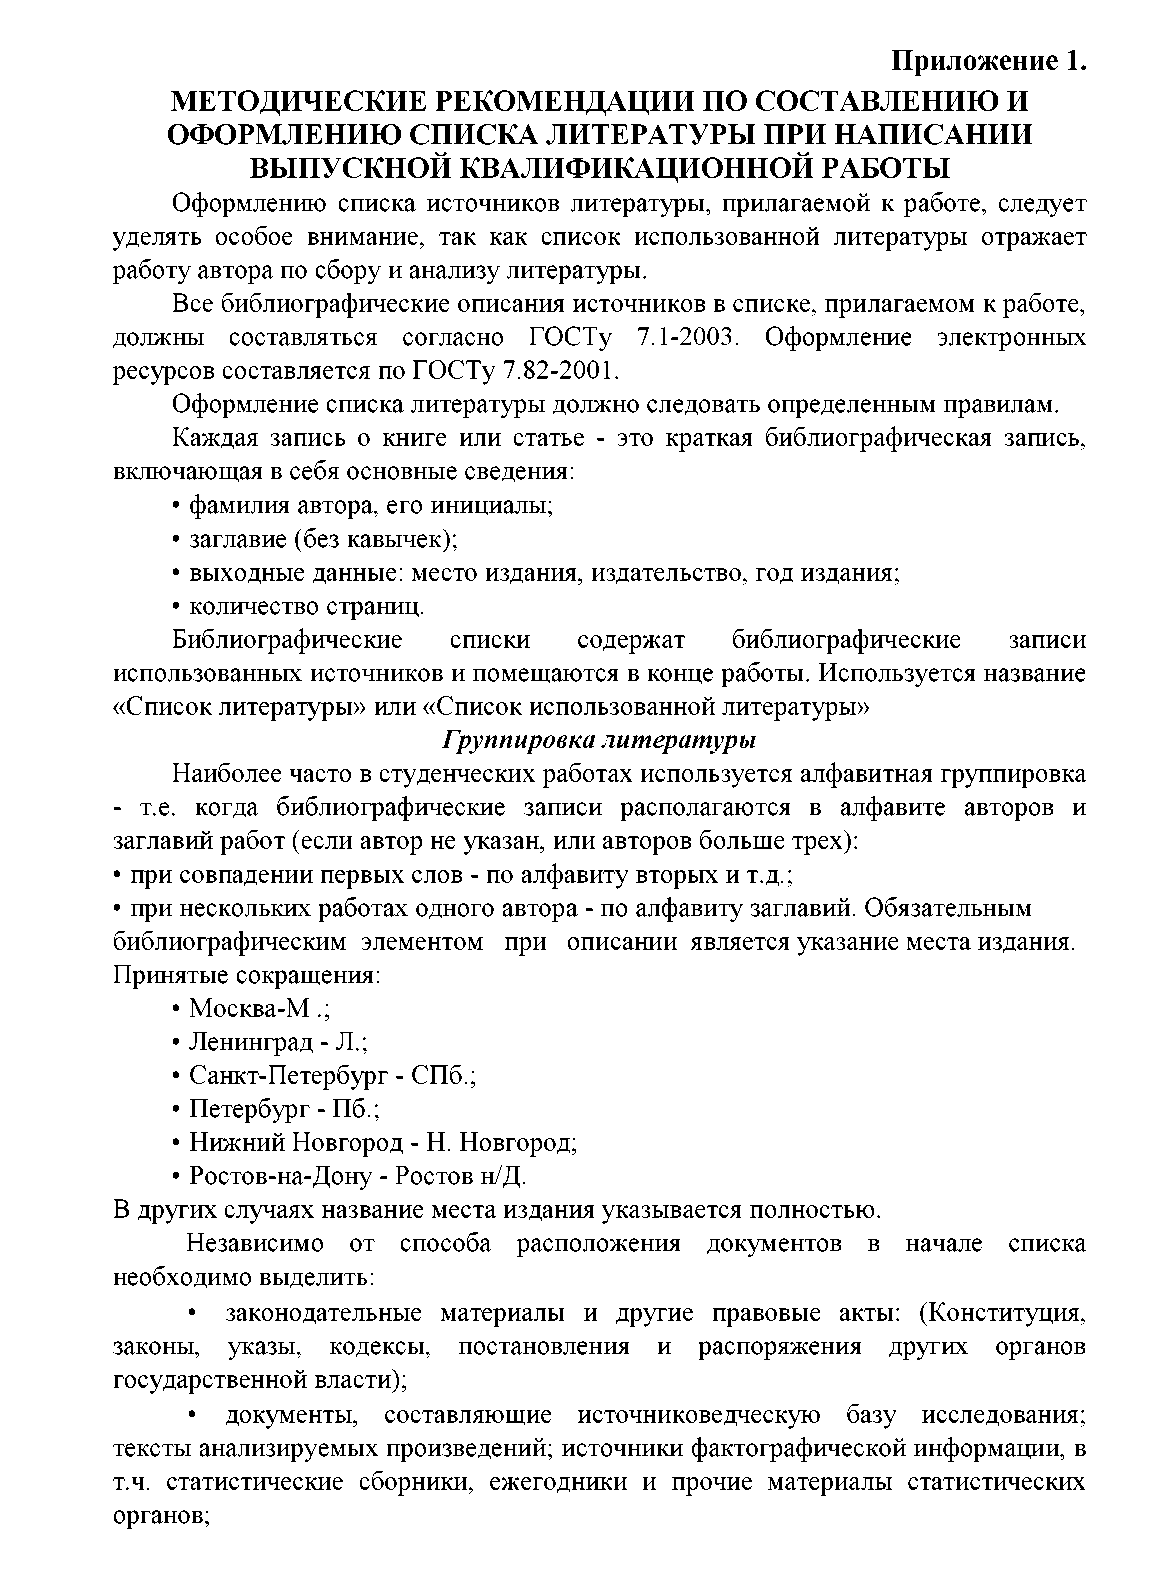 Приложение 1.
МЕТОДИЧЕСКИЕ РЕКОМЕНДАЦИИ ПО СОСТАВЛЕНИЮ И
ОФОРМЛЕНИЮ СПИСКА ЛИТЕРАТУРЫ ПРИ НАПИСАНИИ
ВЫПУСКНОЙ КВАЛИФИКАЦИОННОЙ РАБОТЫ
Оформлению списка источников литературы, прилагаемой к работе, следует
уделять особое внимание, так как список использованной литературы отражает
работу автора по сбору и анализу литературы.
Все библиографические описания источников в списке, прилагаемом к работе,
должны составляться согласно ГОСТу 7.1-2003. Оформление электронных
ресурсов составляется по ГОСТу 7.82-2001.
Оформление списка литературы должно следовать определенным правилам.
Каждая запись о книге или статье - это краткая библиографическая запись,
включающая в себя основные сведения:
• фамилия автора, его инициалы;
• заглавие (без кавычек);
• выходные данные: место издания, издательство, год издания;
• количество страниц.
Библиографические списки содержат библиографические записи
использованных источников и помещаются в конце работы. Используется название
«Список литературы» или «Список использованной литературы»
Группировка литературы
Наиболее часто в студенческих работах используется алфавитная группировка
- т.е. когда библиографические записи располагаются в алфавите авторов и
заглавий работ (если автор не указан, или авторов больше трех):
• при совпадении первых слов - по алфавиту вторых и т.д.;
• при нескольких работах одного автора - по алфавиту заглавий. Обязательным
библиографическим элементом при описании является указание места издания.
Принятые сокращения:
• Москва-М .;
• Ленинград - Л.;
• Санкт-Петербург - СПб.;
• Петербург - Пб.;
• Нижний Новгород - Н. Новгород;
• Ростов-на-Дону - Ростов н/Д.
В других случаях название места издания указывается полностью.
Независимо от способа расположения документов в начале списка
необходимо выделить:
• законодательные материалы и другие правовые акты: (Конституция,
законы, указы, кодексы, постановления и распоряжения других органов
государственной власти);
• документы, составляющие источниковедческую базу исследования;
тексты анализируемых произведений; источники фактографической информации, в
т.ч. статистические сборники, ежегодники и прочие материалы статистических
органов;